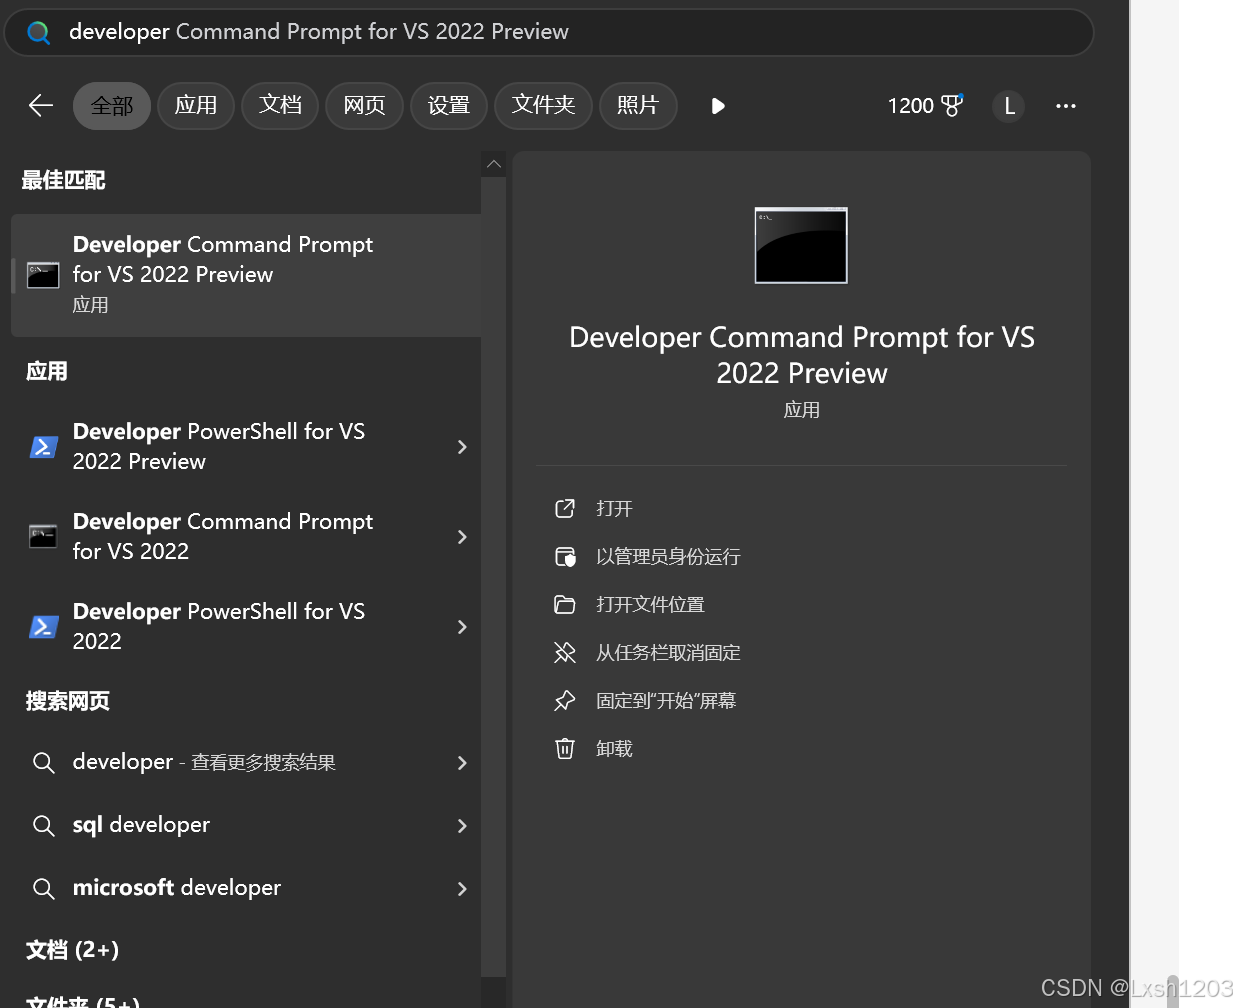 developer Command Prompt for VS 2022 Preview
全部
应用
文档
网页
设置
文件夹
照片
1200
L
最佳匹配
Developer Command Prompt
for VS 2022 Preview
应用
应用
Developer PowerShell for VS
2022 Preview
Developer Command Prompt
for VS 2022
Developer PowerShell for VS
2022
搜索网页
developer - 查看更多搜索结果
sql developer
microsoft developer
文档 (2+)
文件夹 (5+)
Developer Command Prompt for VS
2022 Preview
应用
打开
以管理员身份运行
打开文件位置
从任务栏取消固定
固定到“开始”屏幕
卸载
CSDN @Lxsh1203